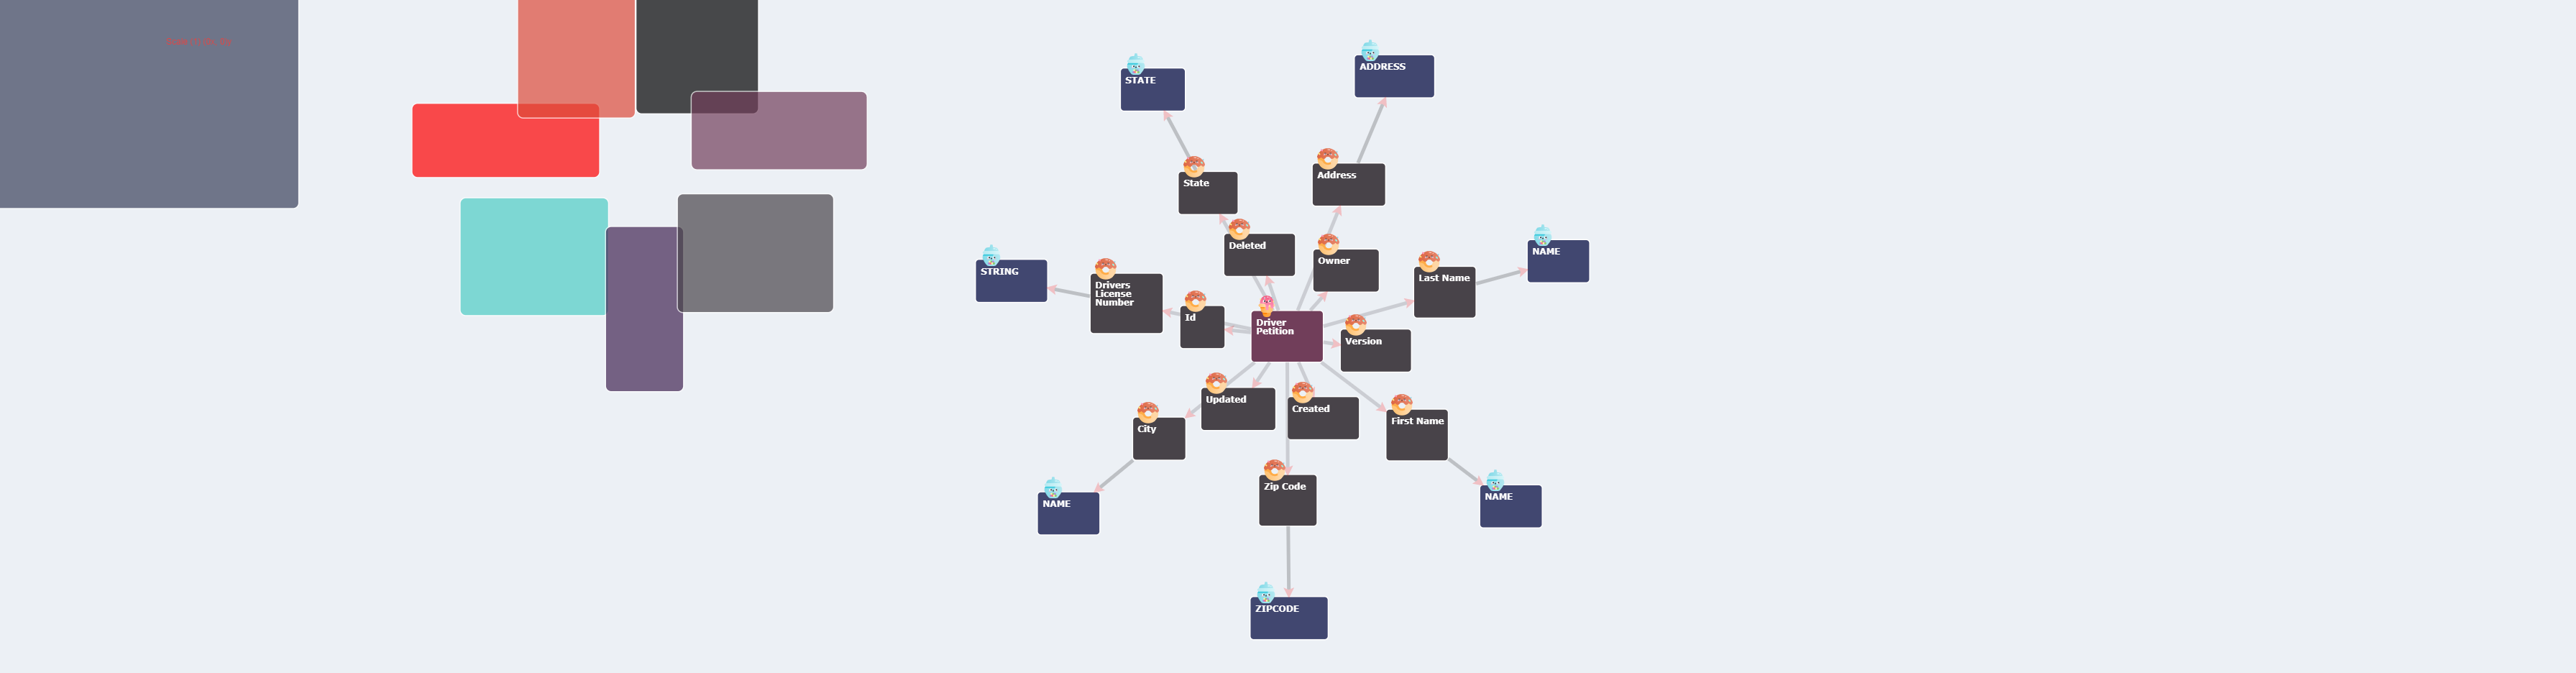 STATE
ADDRESS
State
Address
Deleted
Owner
NAME
Last Name
STRING
Drivers
License
Number
Id
Driver
Petition
Version
Updated
Created
City
First Name
Zip Code
NAME
NAME
ZIPCODE